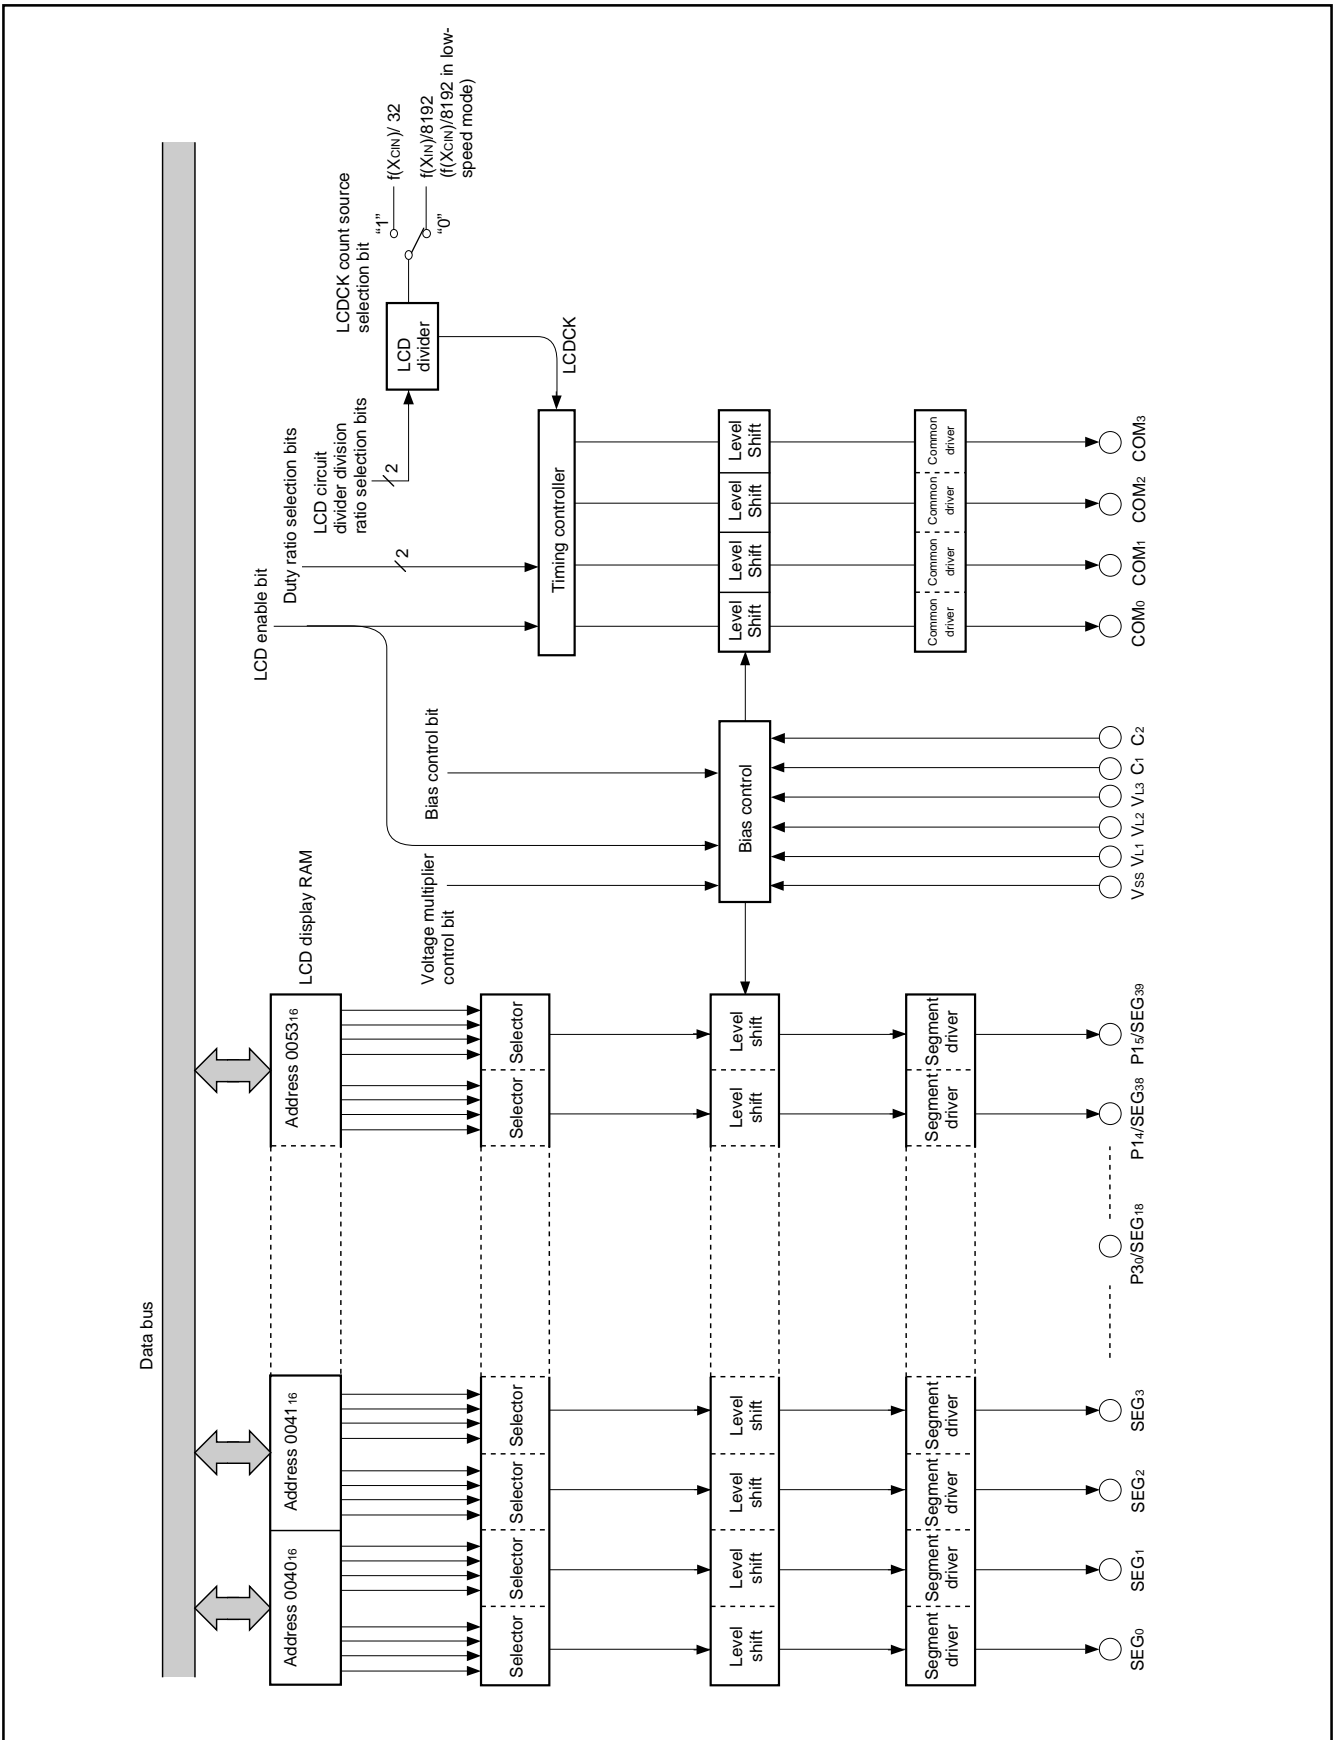 Data bus
LCD enable bit
Duty ratio selection bits
LCD circuit
divider division
ratio selection bits
2
2
LCDCK count source
selection bit
“1”
“0”
f(XCIN)/ 32
f(XIN)/8192
(f(XCIN)/8192 in low-
speed mode)
LCD
divider
LCDCK
Timing controller
LCD display RAM
Address 004016
Address 004116
Address 005316
Voltage multiplier
control bit
Bias control bit
Selector
Selector
Selector
Selector
Selector
Selector
Bias control
Level
shift
Level
shift
Level
shift
Level
shift
Level
shift
Level
shift
Level
Shift
Level
Shift
Level
Shift
Level
Shift
Segment
driver
Segment
driver
Segment
driver
Segment
driver
Segment
driver
Segment
driver
Common
driver
Common
driver
Common
driver
Common
driver
SEG0
SEG1
SEG2
SEG3
P30/SEG18
P14/SEG38
P15/SEG39
VSS
VL1
VL2
VL3
C1
C2
COM0
COM1
COM2
COM3